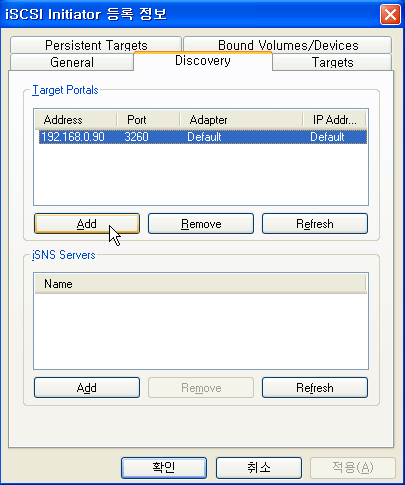 iSCSI Initiator 등록 정보
Persistent Targets Bound Volumes/Devices
General Discovery Targets
Target Portals
Address Port Adapter IP Addr...
192.168.0.90 3260 Default Default
Add Remove Refresh
iSNS Servers
Name
Add Remove Refresh
확인 취소 적용(A)